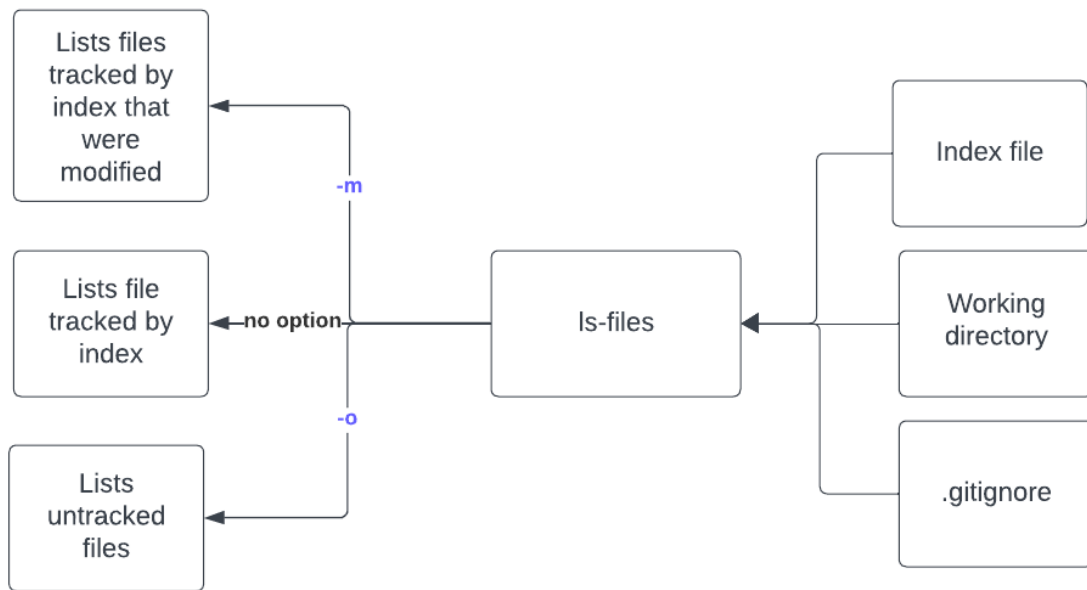 Lists files
tracked by
index that
were
modified
-m
Lists file
tracked by
index
no option
-o
Lists
untracked
files
ls-files
Index file
Working
directory
.gitignore